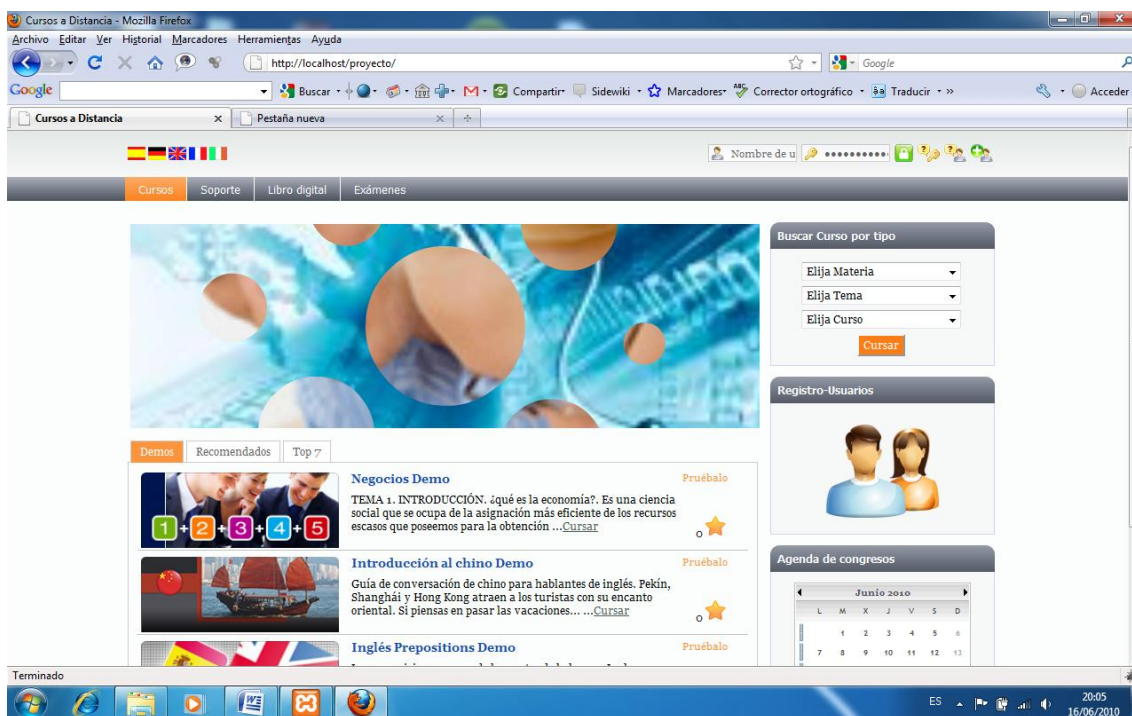 Cursos a Distancia - Mozilla Firefox
Archivo Editar Ver Historial Marcadores Herramientas Ayuda
http://localhost/proyecto/
Google
Google
Buscar
Compartir
Sidewiki
Marcadores
Corrector ortográfico
Traducir
Acceder
Cursos a Distancia
Pestaña nueva
Nombre de u
Cursos Soporte Libro digital Exámenes
Buscar Curso por tipo
Elija Materia
Elija Tema
Elija Curso
Cursar
Registro-Usuarios
Demos Recomendados Top 7
Negocios Demo
Pruébalo
TEMA 1. INTRODUCCIÓN. ¿qué es la economía?. Es una ciencia
social que se ocupa de la asignación más eficiente de los recursos
escasos que poseemos para la obtención ...Cursar
0
1+2+3+4+5
Introducción al chino Demo
Pruébalo
Guía de conversación de chino para hablantes de inglés. Pekín,
Shanghái y Hong Kong atraen a los turistas con su encanto
oriental. Si piensas en pasar las vacaciones... ...Cursar
0
Inglés Prepositions Demo
Pruébalo
Agenda de congresos
Junio 2010
L M X J V S D
1 2 3 4 5 6
7 8 9 10 11 12 13
Terminado
ES
20:05
16/06/2010